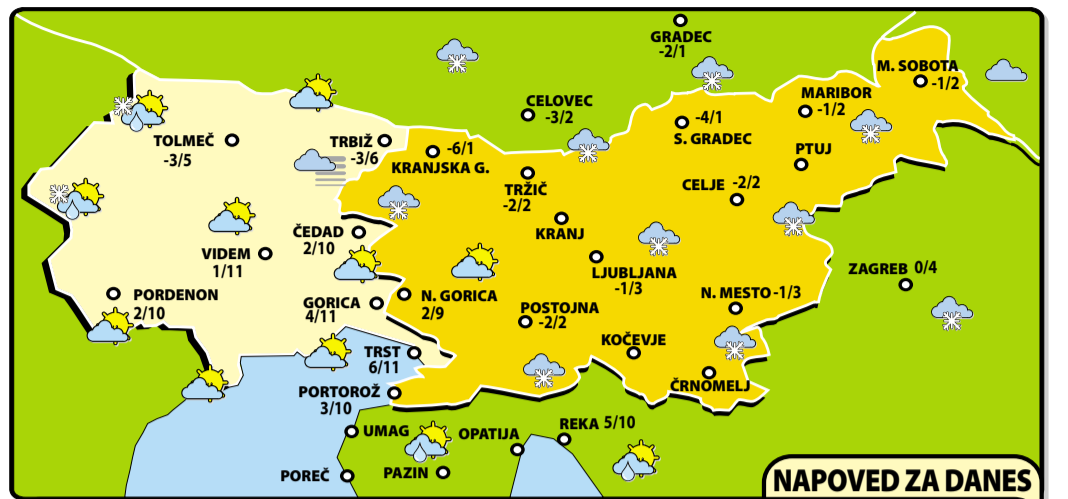 GRADEC
-2/1
M. SOBOTA
-1/2
MARIBOR
-1/2
CELOVEC
-3/2
-4/1
S. GRADEC
TOLMEČ
-3/5
TRBIŽ
-3/6
-6/1
KRANJSKA G.
PTUJ
TRŽIČ
-2/2
CELJE -2/2
KRANJ
ČEDAD
2/10
VIDEM
1/11
LJUBLJANA
-1/3
ZAGREB 0/4
PORDENON
2/10
GORICA
4/11
N. GORICA
2/9
POSTOJNA
-2/2
N. MESTO -1/3
KOČEVJE
TRST
6/11
ČRNOMELJ
PORTOROŽ
3/10
UMAG
OPATIJA
REKA 5/10
POREČ
PAZIN
NAPOVED ZA DANES